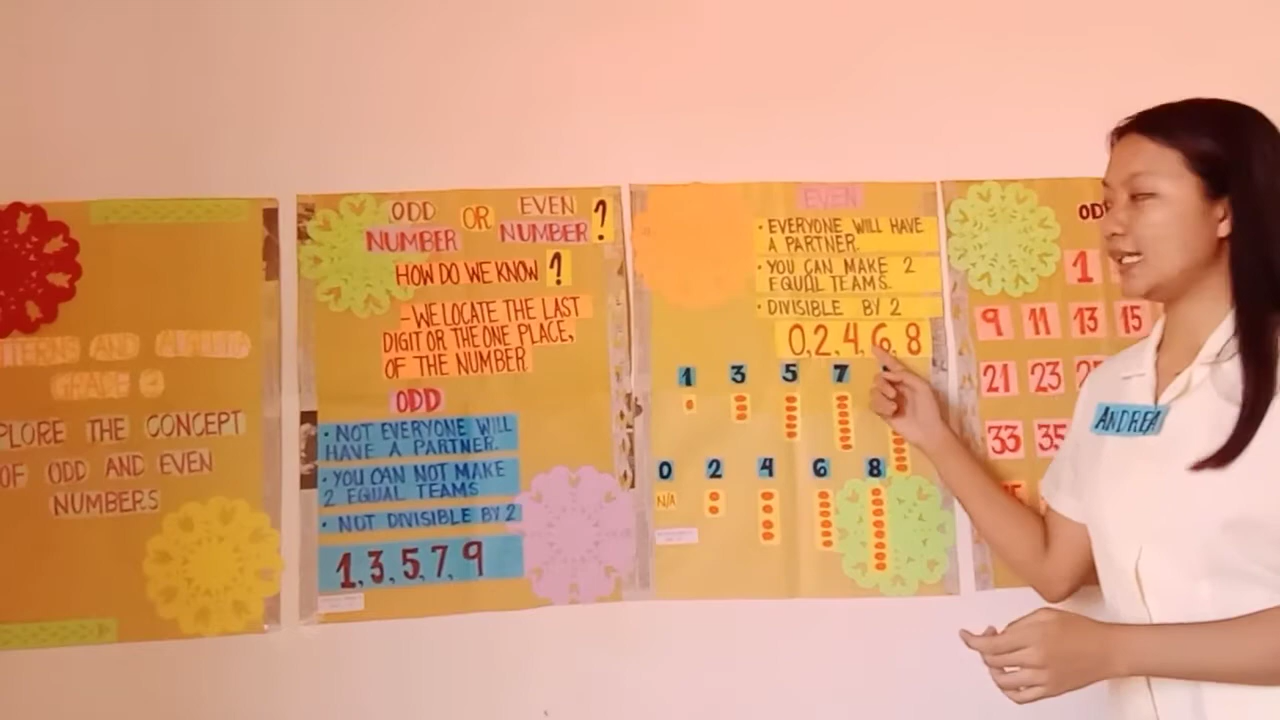 GRADE
PLORE THE CONCEPT
OF ODD AND EVEN
NUMBERS
ODD OR EVEN ?
NUMBER NUMBER
HOW DO WE KNOW ?
-WE LOCATE THE LAST
DIGIT OR THE ONE PLACE,
OF THE NUMBER
ODD
• NOT EVERYONE WILL
HAVE A PARTNER.
• YOU CAN NOT MAKE
2 EQUAL TEAMS
• NOT DIVISIBLE BY 2
1, 3, 5, 7, 9
EVEN
• EVERYONE WILL HAVE
A PARTNER.
• YOU CAN MAKE 2
EQUAL TEAMS.
• DIVISIBLE BY 2
0, 2, 4, 6, 8
1 3 5 7
0 2 4 6 8
N/A
OD
1
9 11 13 15
21 23
33 35
ANDREA